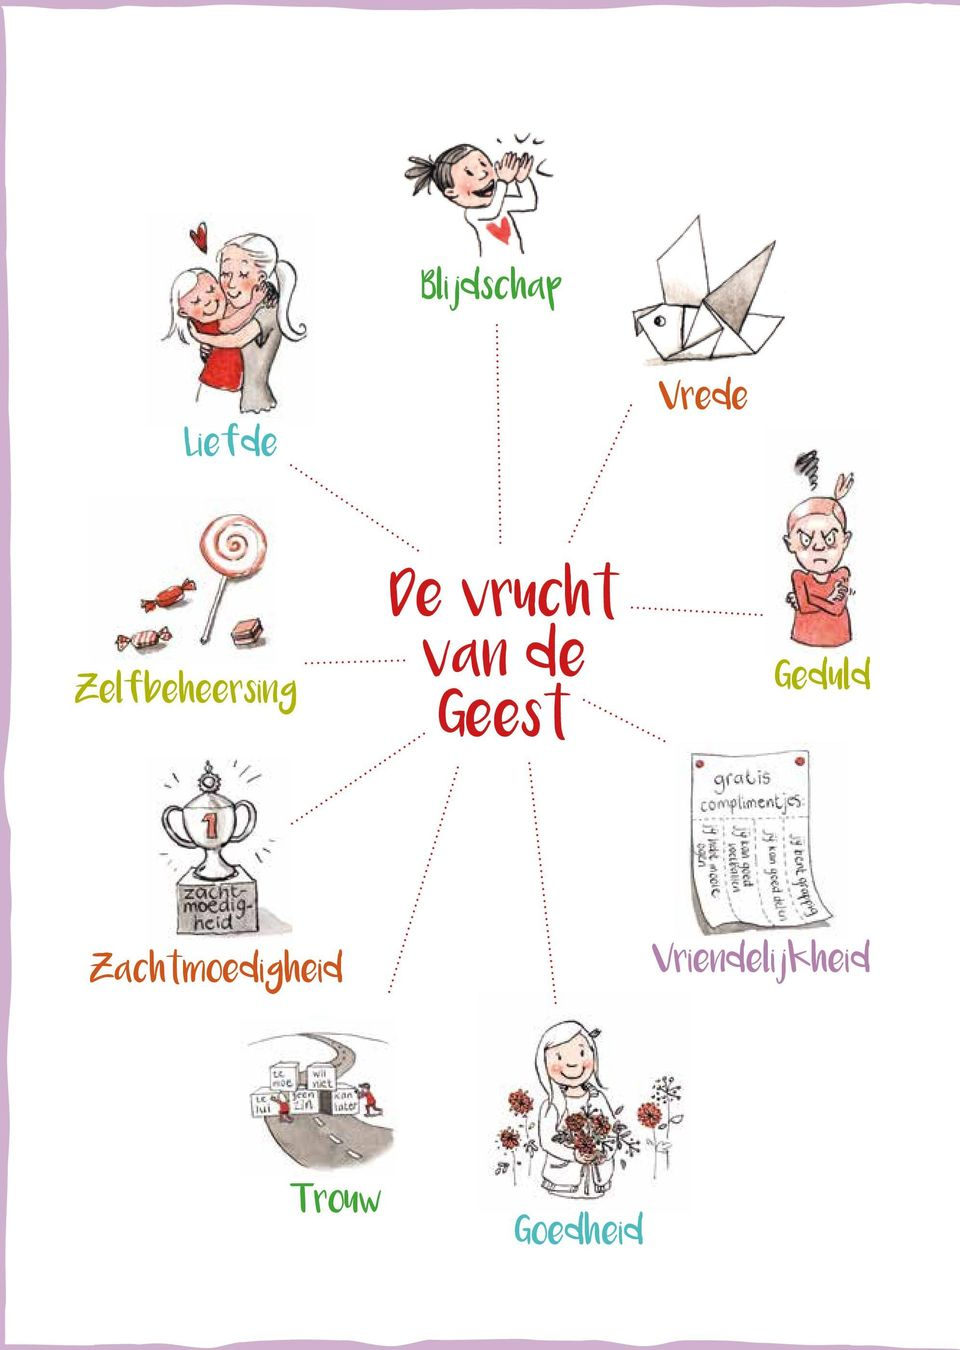 Blijdschap
Vrede
Liefde
De vrucht
van de
Geest
Geduld
Zelfbeheersing
gratis
complimentjes:
jij hebt mooie
ogen
jij kan goed
voetballen
jij kan goed delen
jij bent grappig
Vriendelijkheid
1
zacht-
moedig-
heid
Zachtmoedigheid
te
moe
wil
niet
te
lui
geen
zin
kan
later
Trouw
Goedheid